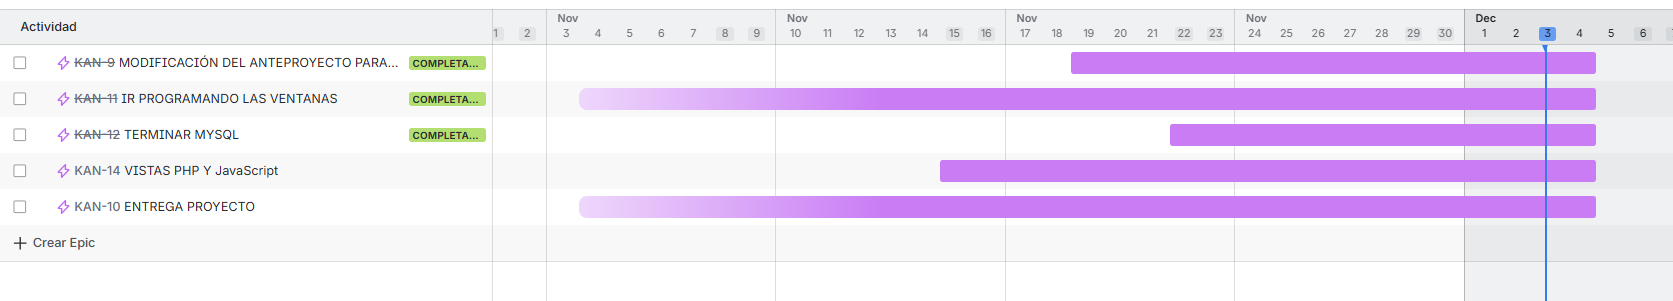 Actividad
Nov Nov Nov Nov Dec
1 2 3 4 5 6 7 8 9 10 11 12 13 14 15 16 17 18 19 20 21 22 23 24 25 26 27 28 29 30 1 2 3 4 5 6
KAN-9 MODIFICACIÓN DEL ANTEPROYECTO PARA... COMPLETA...
KAN-11 IR PROGRAMANDO LAS VENTANAS COMPLETA...
KAN-12 TERMINAR MYSQL COMPLETA...
KAN-14 VISTAS PHP Y JavaScript
KAN-10 ENTREGA PROYECTO
Crear Epic